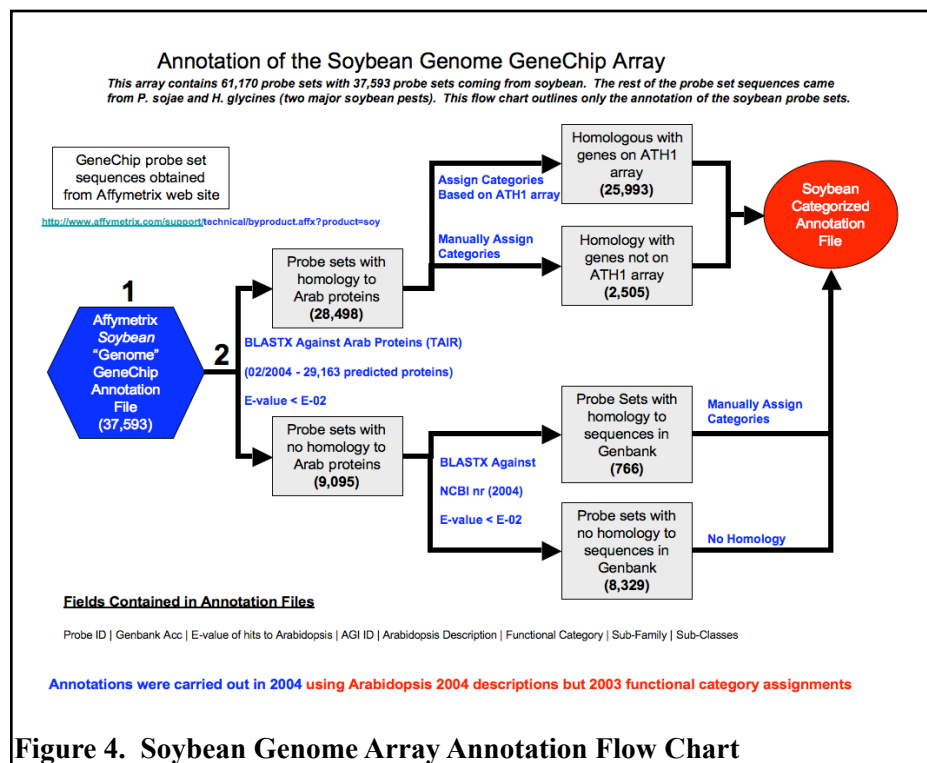 Annotation of the Soybean Genome GeneChip Array
This array contains 61,170 probe sets with 37,593 probe sets coming from soybean. The rest of the probe set sequences came
from P. sojae and H. glycines (two major soybean pests). This flow chart outlines only the annotation of the soybean probe sets.
GeneChip probe set
sequences obtained
from Affymetrix web site
http://www.affymetrix.com/support/technical/byproduct.affx?product=soy
1
Affymetrix
Soybean
“Genome”
GeneChip
Annotation
File
(37,593)
2
Probe sets with
homology to
Arab proteins
(28,498)
BLASTX Against Arab Proteins (TAIR)
(02/2004 - 29,163 predicted proteins)
E-value < E-02
Probe sets with
no homology to
Arab proteins
(9,095)
Assign Categories
Based on ATH1 array
Manually Assign
Categories
Homologous with
genes on ATH1
array
(25,993)
Homology with
genes not on
ATH1 array
(2,505)
BLASTX Against
NCBI nr (2004)
E-value < E-02
Probe Sets with
homology to
sequences in
Genbank
(766)
Probe sets with
no homology to
sequences in
Genbank
(8,329)
Manually Assign
Categories
No Homology
Soybean
Categorized
Annotation
File
Fields Contained in Annotation Files
Probe ID | Genbank Acc | E-value of hits to Arabidopsis | AGI ID | Arabidopsis Description | Functional Category | Sub-Family | Sub-Classes
Annotations were carried out in 2004 using Arabidopsis 2004 descriptions but 2003 functional category assignments
Figure 4. Soybean Genome Array Annotation Flow Chart